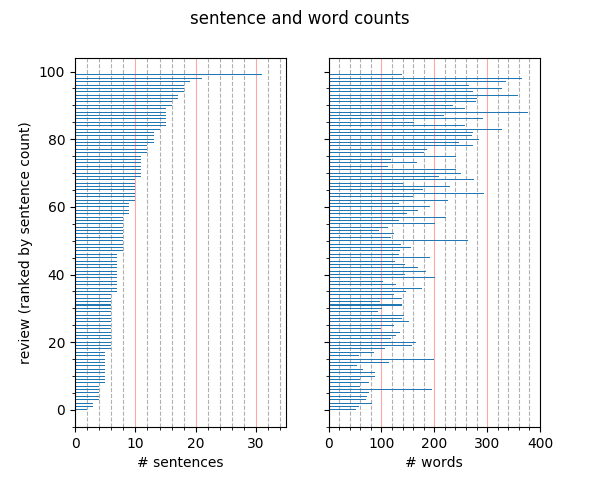 sentence and word counts
review (ranked by sentence count)
100
80
60
40
20
0
0 10 20 30
# sentences
0 100 200 300 400
# words